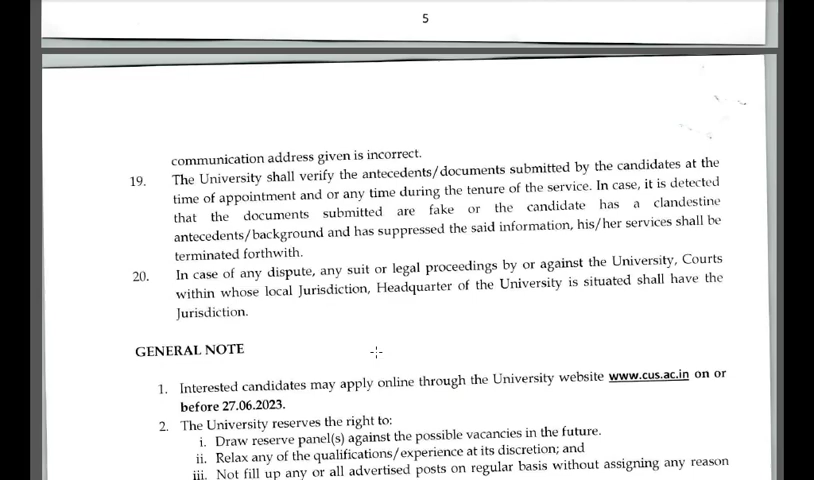 5
communication address given is incorrect.
19. The University shall verify the antecedents/documents submitted by the candidates at the
time of appointment and or any time during the tenure of the service. In case, it is detected
that the documents submitted are fake or the candidate has a clandestine
antecedents/background and has suppressed the said information, his/her services shall be
terminated forthwith.
20. In case of any dispute, any suit or legal proceedings by or against the University, Courts
within whose local Jurisdiction, Headquarter of the University is situated shall have the
Jurisdiction.
GENERAL NOTE
1. Interested candidates may apply online through the University website www.cus.ac.in on or
before 27.06.2023.
2. The University reserves the right to:
i. Draw reserve panel(s) against the possible vacancies in the future.
ii. Relax any of the qualifications/experience at its discretion; and
iii. Not fill up any or all advertised posts on regular basis without assigning any reason